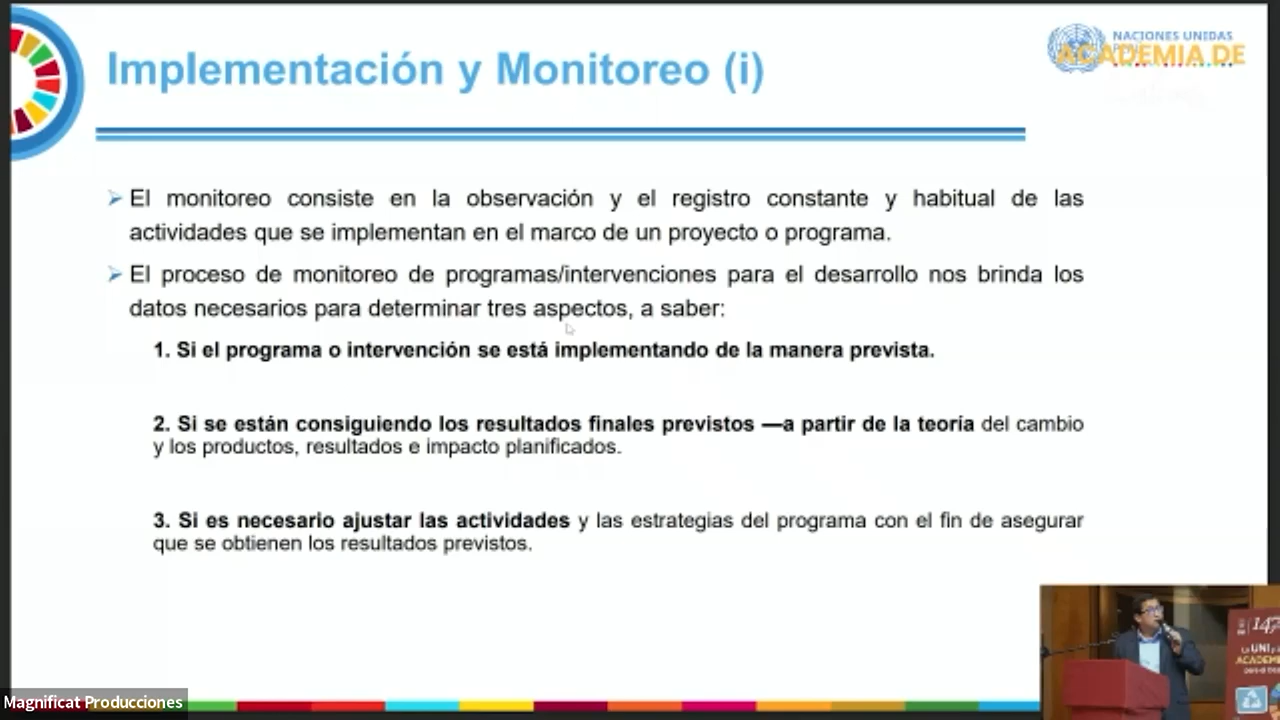 Implementación y Monitoreo (i)
NACIONES UNIDAS
ACADEMIA DE
El monitoreo consiste en la observación y el registro constante y habitual de las
actividades que se implementan en el marco de un proyecto o programa.
El proceso de monitoreo de programas/intervenciones para el desarrollo nos brinda los
datos necesarios para determinar tres aspectos, a saber:
1. Si el programa o intervención se está implementando de la manera prevista.
2. Si se están consiguiendo los resultados finales previstos —a partir de la teoría del cambio
y los productos, resultados e impacto planificados.
3. Si es necesario ajustar las actividades y las estrategias del programa con el fin de asegurar
que se obtienen los resultados previstos.
147
La UNI
ACADEM
Magnificat Producciones